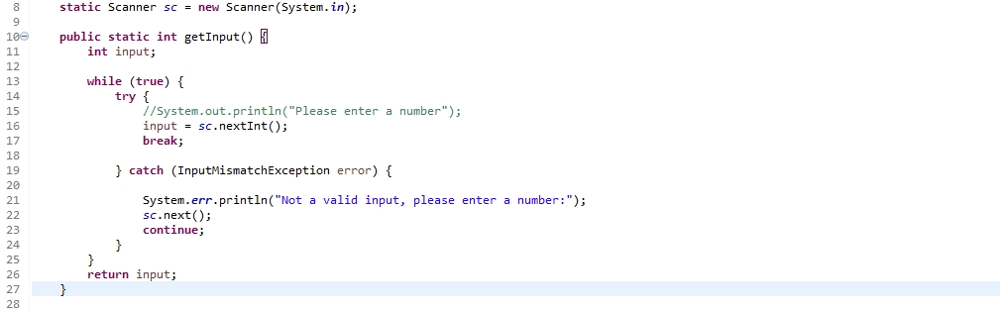 8 static Scanner sc = new Scanner(System.in);
9
10 public static int getInput() {
11 int input;
12
13 while (true) {
14 try {
15 //System.out.println("Please enter a number");
16 input = sc.nextInt();
17 break;
18
19 } catch (InputMismatchException error) {
20
21 System.err.println("Not a valid input, please enter a number:");
22 sc.next();
23 continue;
24 }
25 }
26 return input;
27 }
28